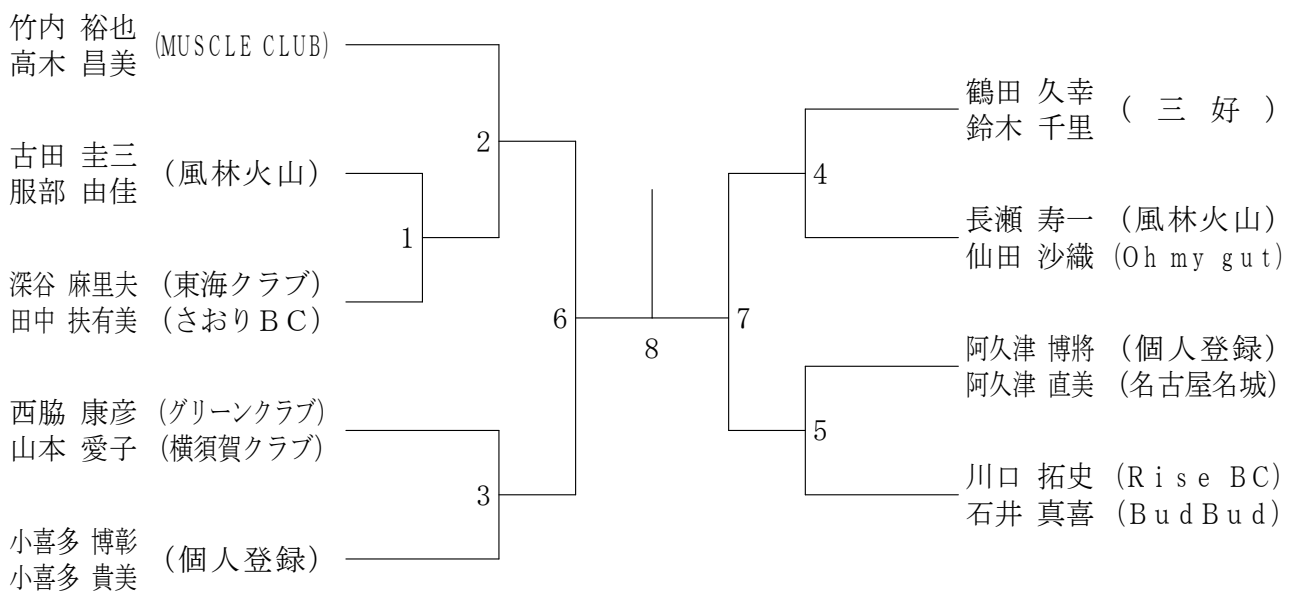 竹内 裕也 (MUSCLE CLUB)
高木 昌美
古田 圭三 (風林火山)
服部 由佳
深谷 麻里夫 (東海クラブ)
田中 扶有美 (さおりBC)
西脇 康彦 (グリーンクラブ)
山本 愛子 (横須賀クラブ)
小喜多 博彰 (個人登録)
小喜多 貴美
2
1
6
3
8
7
4
5
鶴田 久幸 (三好)
鈴木 千里
長瀬 寿一 (風林火山)
仙田 沙織 (Oh my gut)
阿久津 博將 (個人登録)
阿久津 直美 (名古屋名城)
川口 拓史 (Rise BC)
石井 真喜 (BudBud)